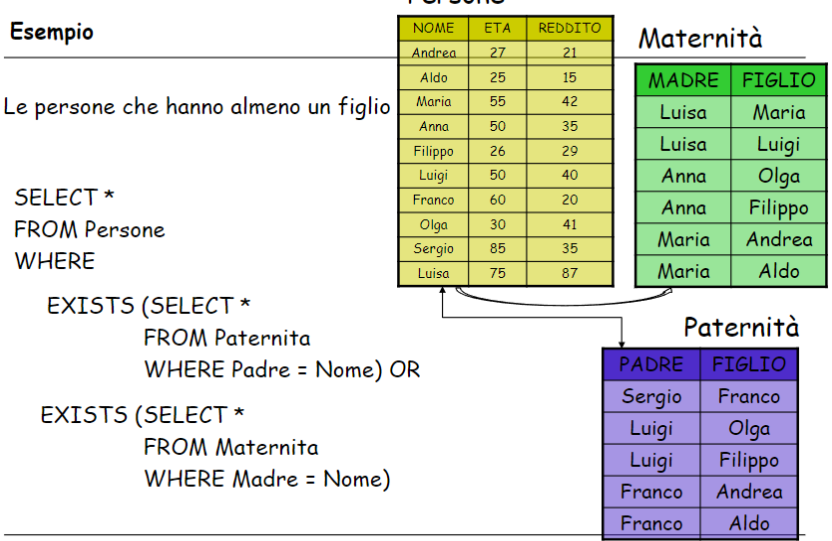 Persone
Esempio
NOME ETA REDDITO
Andrea 27 21
Aldo 25 15
Maria 55 42
Anna 50 35
Filippo 26 29
Luigi 50 40
Franco 60 20
Olga 30 41
Sergio 85 35
Luisa 75 87
Maternità
MADRE FIGLIO
Luisa Maria
Luisa Luigi
Anna Olga
Anna Filippo
Maria Andrea
Maria Aldo
Le persone che hanno almeno un figlio
SELECT *
FROM Persone
WHERE
EXISTS (SELECT *
FROM Paternita
WHERE Padre = Nome) OR
EXISTS (SELECT *
FROM Maternita
WHERE Madre = Nome)
Paternità
PADRE FIGLIO
Sergio Franco
Luigi Olga
Luigi Filippo
Franco Andrea
Franco Aldo